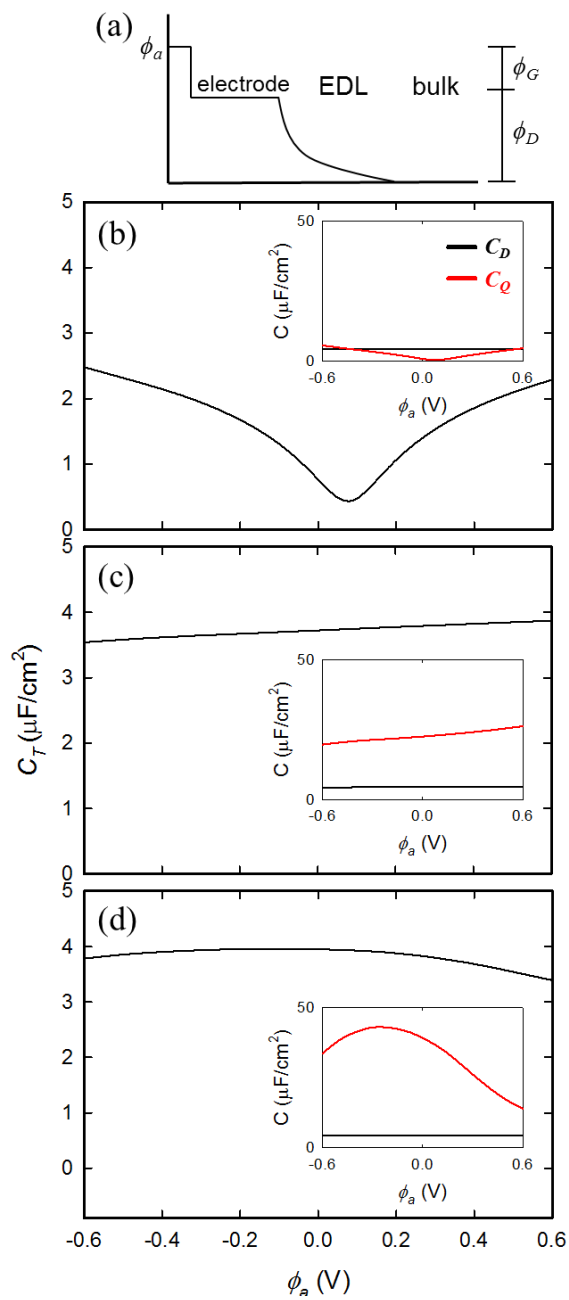 (a)
ϕa
electrode EDL bulk
ϕG
ϕD
(b)
5
4
3
2
1
0
50
C (μF/cm²)
0
-0.6 0.0 0.6
ϕa (V)
CD
CQ
(c)
5
4
3
2
1
0
CT (μF/cm²)
50
C (μF/cm²)
0
-0.6 0.0 0.6
ϕa (V)
(d)
5
4
3
2
1
0
50
C (μF/cm²)
0
-0.6 0.0 0.6
ϕa (V)
-0.6 -0.4 -0.2 0.0 0.2 0.4 0.6
ϕa (V)